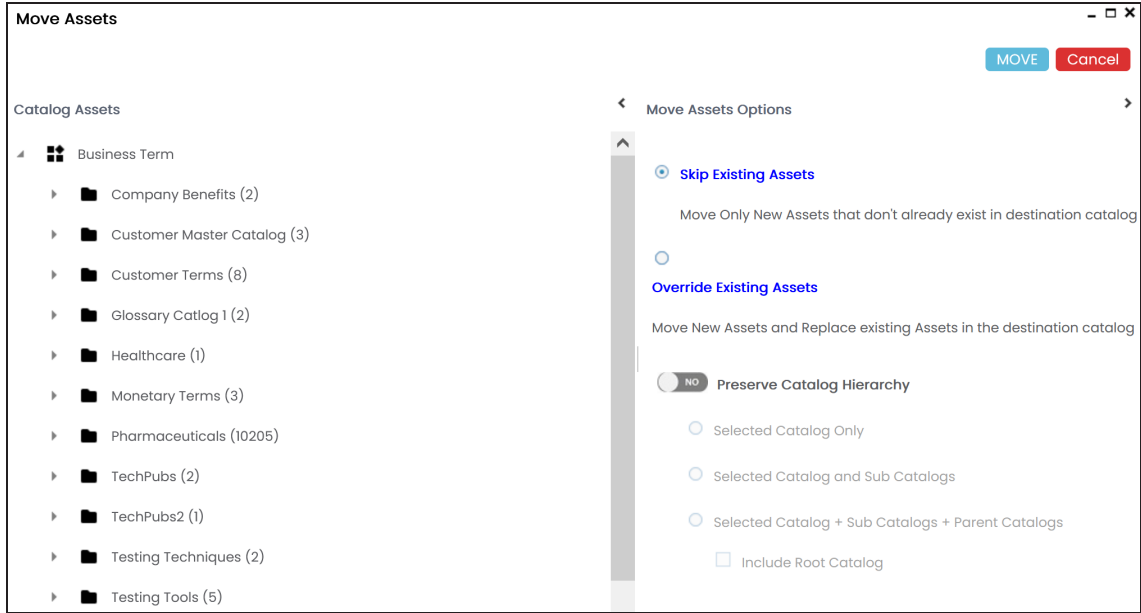 Move Assets
MOVE
Cancel
Catalog Assets
Business Term
Company Benefits (2)
Customer Master Catalog (3)
Customer Terms (8)
Glossary Catlog 1 (2)
Healthcare (1)
Monetary Terms (3)
Pharmaceuticals (10205)
TechPubs (2)
TechPubs2 (1)
Testing Techniques (2)
Testing Tools (5)
Move Assets Options
Skip Existing Assets
Move Only New Assets that don't already exist in destination catalog
Override Existing Assets
Move New Assets and Replace existing Assets in the destination catalog
NO Preserve Catalog Hierarchy
Selected Catalog Only
Selected Catalog and Sub Catalogs
Selected Catalog + Sub Catalogs + Parent Catalogs
Include Root Catalog